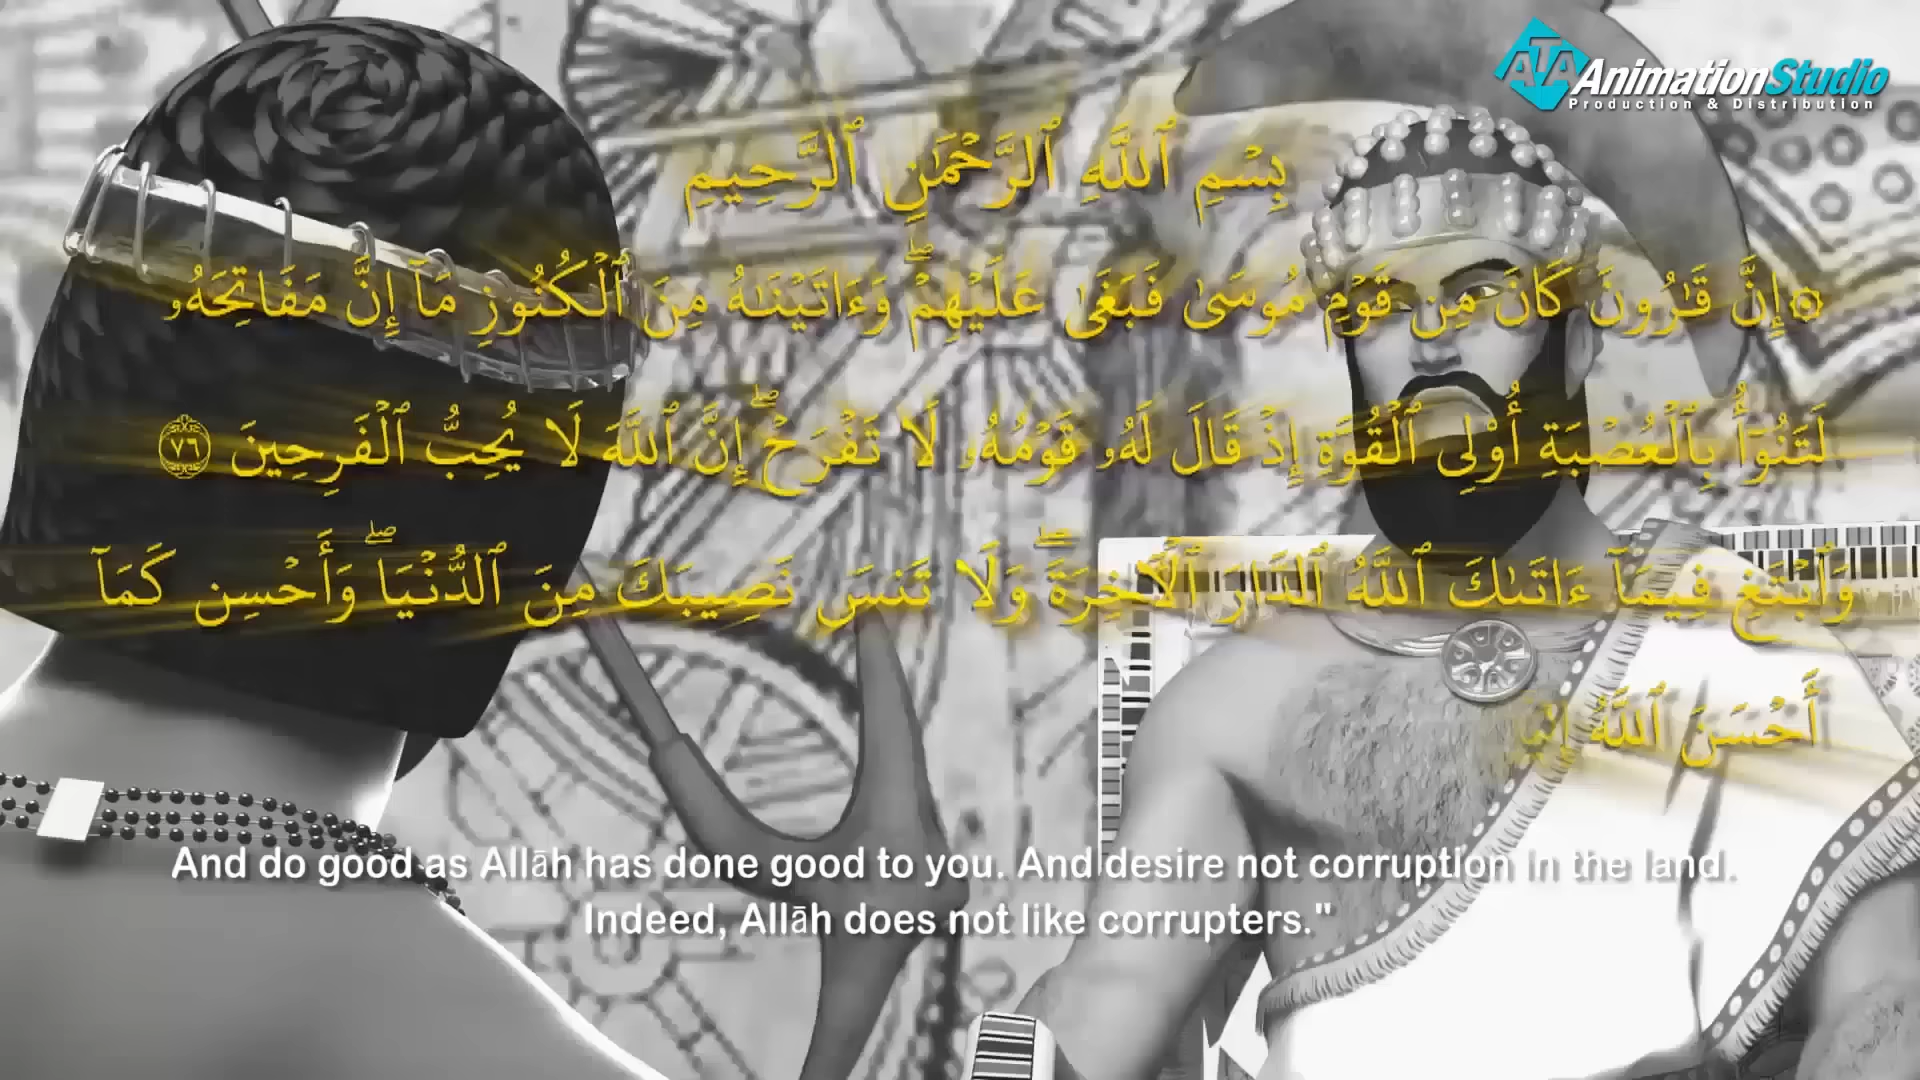 ATA AnimationStudio
Production & Distribution
بِسْمِ ٱللَّهِ ٱلرَّحْمَٰنِ ٱلرَّحِيمِ
۞ إِنَّ قَٰرُونَ كَانَ مِن قَوْمِ مُوسَىٰ فَبَغَىٰ عَلَيْهِمْ ۖ وَءَاتَيْنَٰهُ مِنَ ٱلْكُنُوزِ مَآ إِنَّ مَفَاتِحَهُۥ
لَتَنُوٓأُ بِٱلْعُصْبَةِ أُو۟لِى ٱلْقُوَّةِ إِذْ قَالَ لَهُۥ قَوْمُهُۥ لَا تَفْرَحْ ۖ إِنَّ ٱللَّهَ لَا يُحِبُّ ٱلْفَرِحِينَ ٧٦
وَٱبْتَغِ فِيمَآ ءَاتَىٰكَ ٱللَّهُ ٱلدَّارَ ٱلْءَاخِرَةَ ۖ وَلَا تَنسَ نَصِيبَكَ مِنَ ٱلدُّنْيَا ۖ وَأَحْسِن كَمَآ
أَحْسَنَ ٱللَّهُ
And do good as Allāh has done good to you. And desire not corruption in the land.
Indeed, Allāh does not like corrupters."